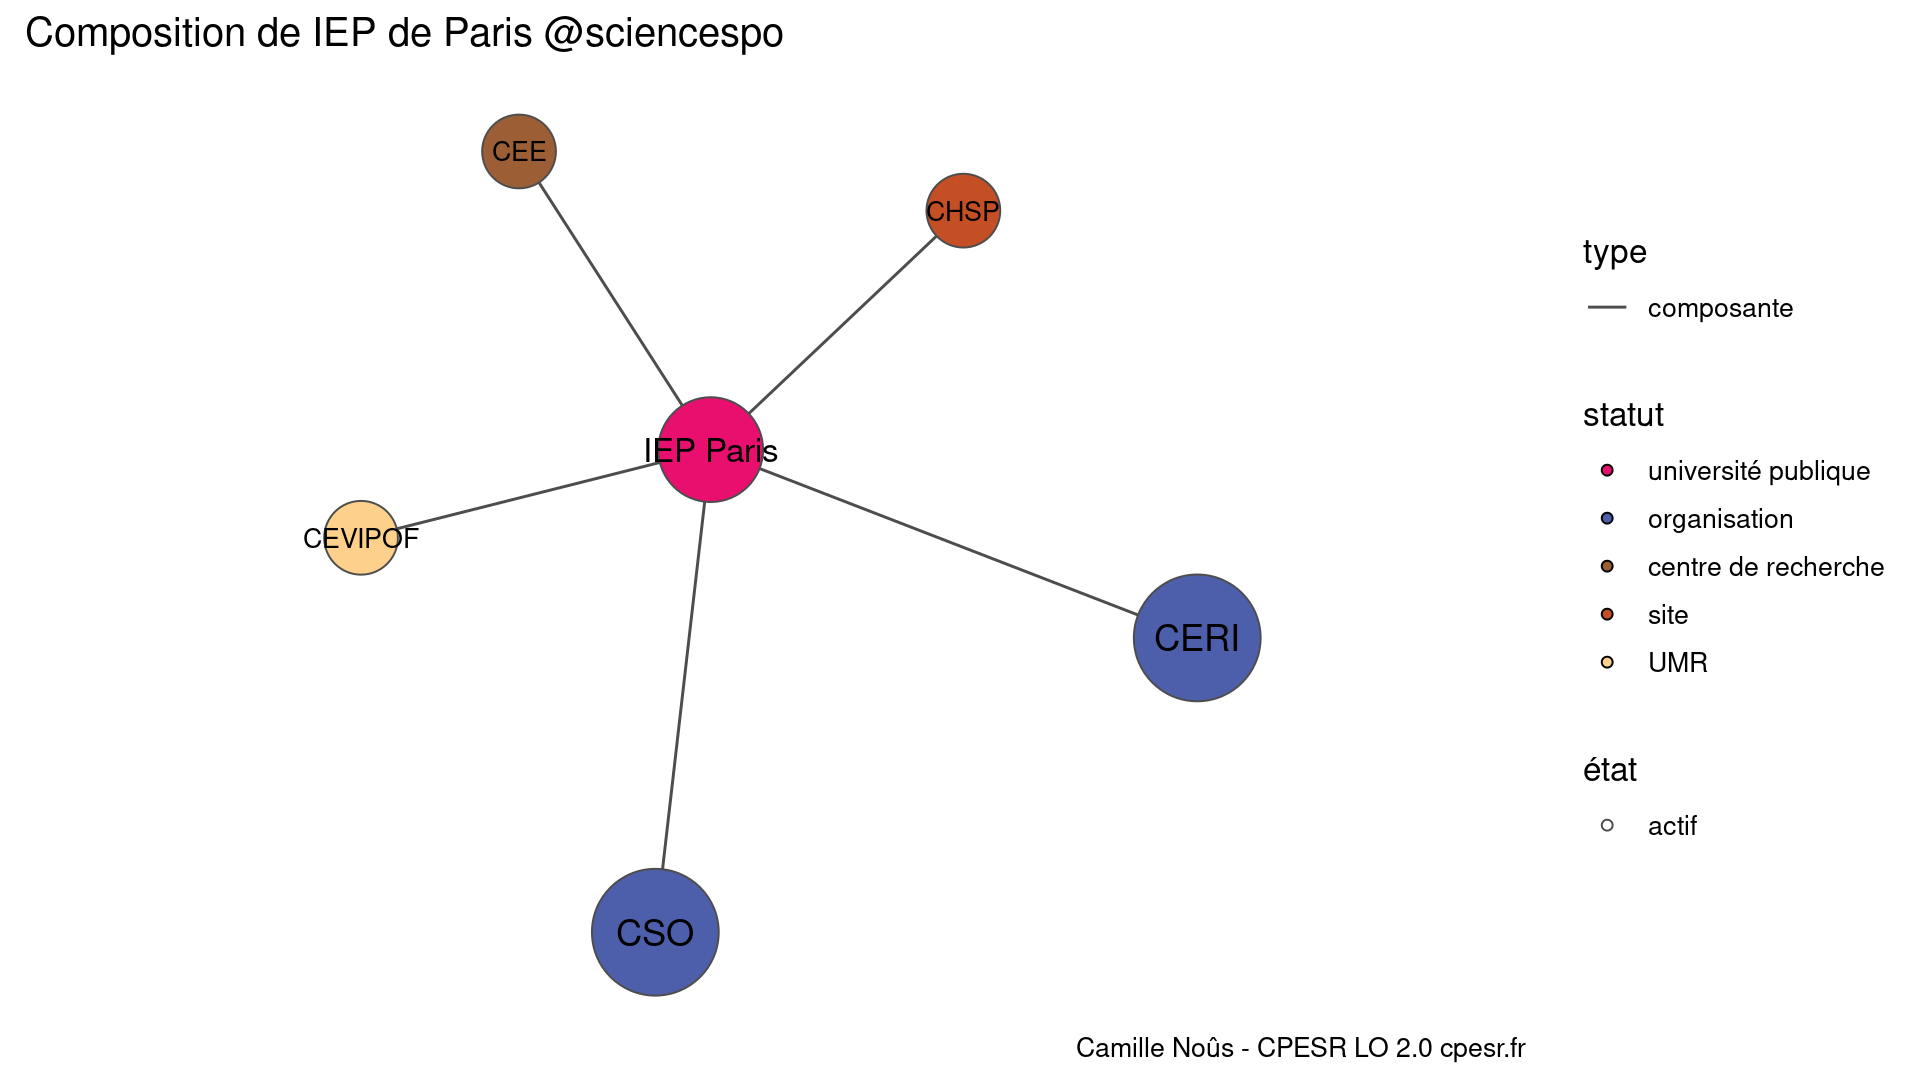 Composition de IEP de Paris @sciencespo
CEE
CHSP
IEP Paris
CEVIPOF
CERI
CSO
type
composante
statut
université publique
organisation
centre de recherche
site
UMR
état
actif
Camille Noûs - CPESR LO 2.0 cpesr.fr